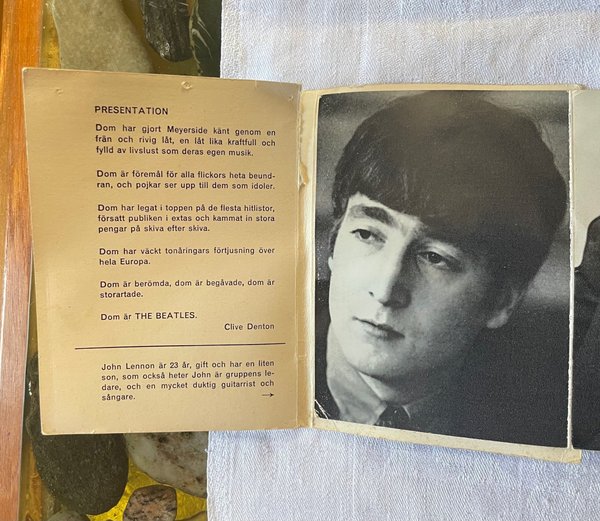 PRESENTATION
Dom har gjort Meyerside känt genom en
frän och rivig låt, en låt lika kraftfull och
fylld av livslust som deras egen musik.
Dom är föremål för alla flickors heta beund-
ran, och pojkar ser upp till dem som idoler.
Dom har legat i toppen på de flesta hitlistor,
försatt publiken i extas och kammat in stora
pengar på skiva efter skiva.
Dom har väckt tonåringars förtjusning över
hela Europa.
Dom är berömda, dom är begåvade, dom är
storartade.
Dom är THE BEATLES.
Clive Denton
John Lennon är 23 år, gift och har en liten
son, som också heter John är gruppens le-
dare, och en mycket duktig guitarrist och
sångare. →